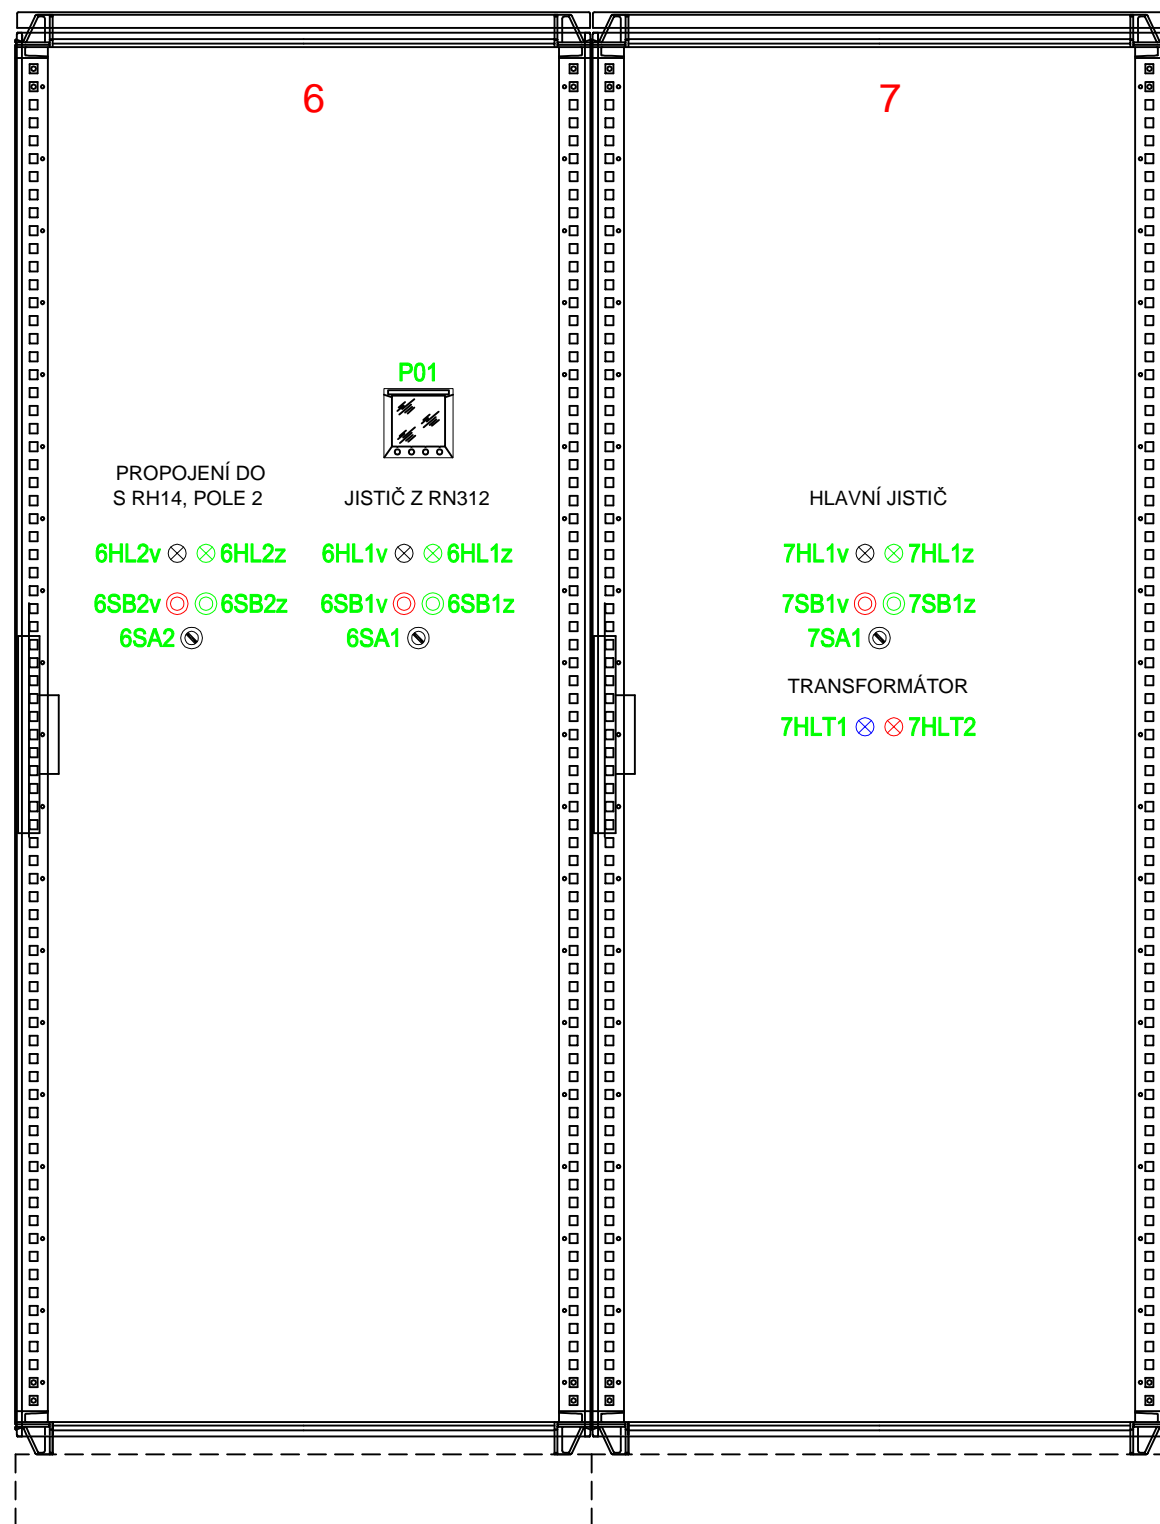 6
7
P01
PROPOJENÍ DO
S RH14, POLE 2
JISTIČ Z RN312
HLAVNÍ JISTIČ
6HL2v 6HL2z
6HL1v 6HL1z
7HL1v 7HL1z
6SB2v 6SB2z
6SB1v 6SB1z
7SB1v 7SB1z
6SA2
6SA1
7SA1
TRANSFORMÁTOR
7HLT1 7HLT2